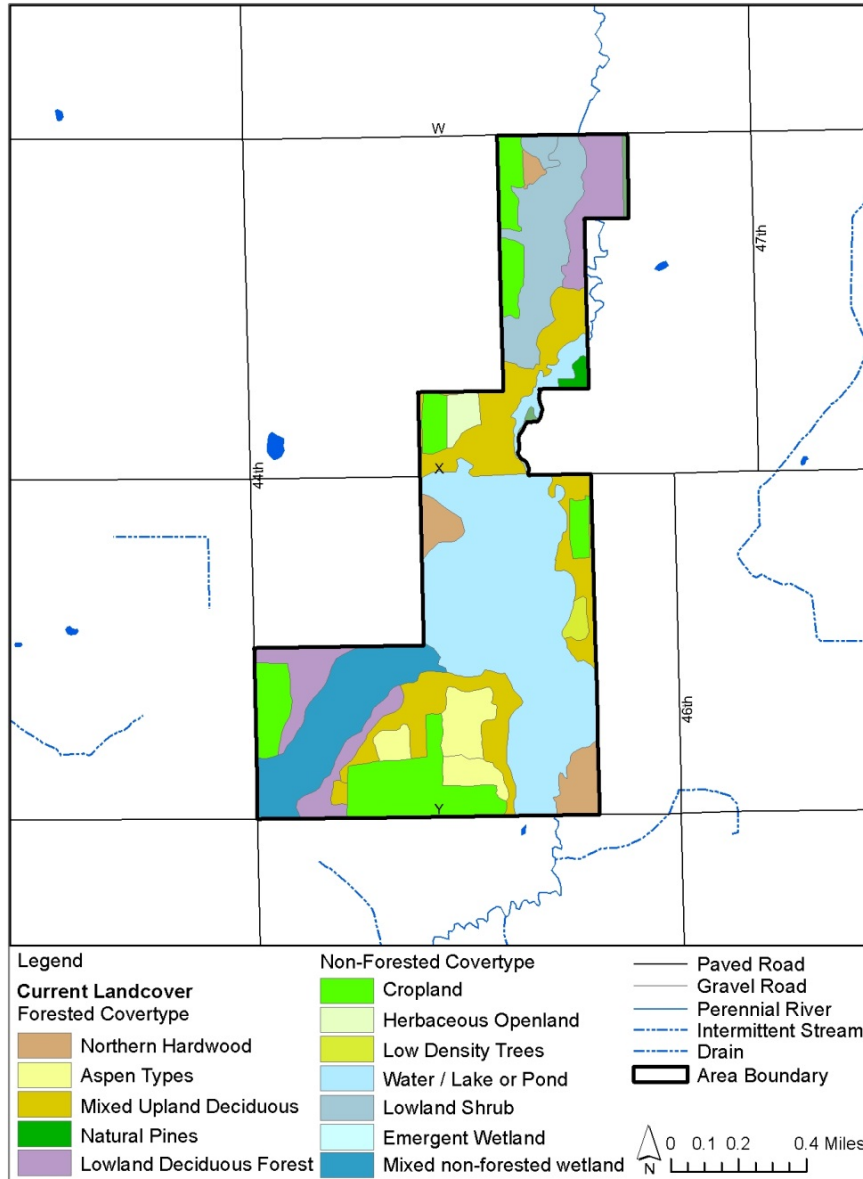 W
47th
44th
X
46th
Y
Legend
Current Landcover
Forested Covertype
Northern Hardwood
Aspen Types
Mixed Upland Deciduous
Natural Pines
Lowland Deciduous Forest
Non-Forested Covertype
Cropland
Herbaceous Openland
Low Density Trees
Water / Lake or Pond
Lowland Shrub
Emergent Wetland
Mixed non-forested wetland
Paved Road
Gravel Road
Perennial River
Intermittent Stream
Drain
Area Boundary
N
0 0.1 0.2 0.4 Miles